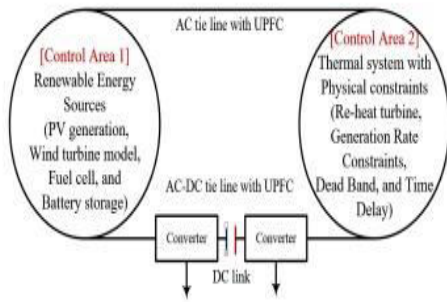 AC tie line with UPFC
[Control Area 1]
Renewable Energy
Sources
(PV generation,
Wind turbine model,
Fuel cell, and
Battery storage)
[Control Area 2]
Thermal system with
Physical constraints
(Re-heat turbine,
Generation Rate
Constraints,
Dead Band, and Time
Delay)
AC-DC tie line with UPFC
Converter
Converter
DC link